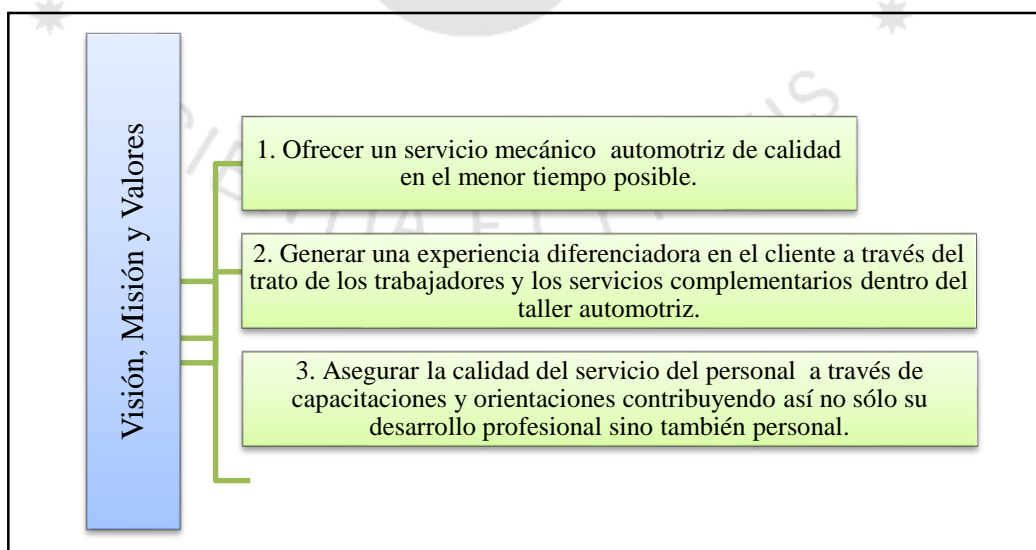 Visión, Misión y Valores
1. Ofrecer un servicio mecánico automotriz de calidad
en el menor tiempo posible.
2. Generar una experiencia diferenciadora en el cliente a través del
trato de los trabajadores y los servicios complementarios dentro del
taller automotriz.
3. Asegurar la calidad del servicio del personal a través de
capacitaciones y orientaciones contribuyendo así no sólo su
desarrollo profesional sino también personal.